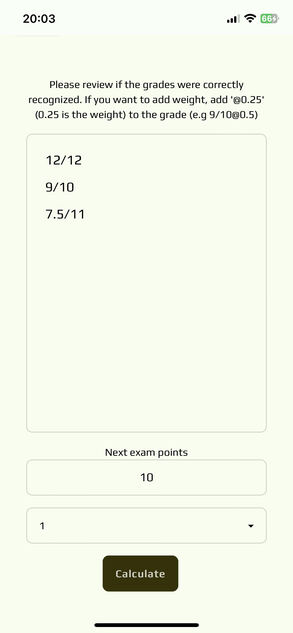 20:03
66
Please review if the grades were correctly
recognized. If you want to add weight, add '@0.25'
(0.25 is the weight) to the grade (e.g 9/10@0.5)
12/12
9/10
7.5/11
Next exam points
10
1
Calculate